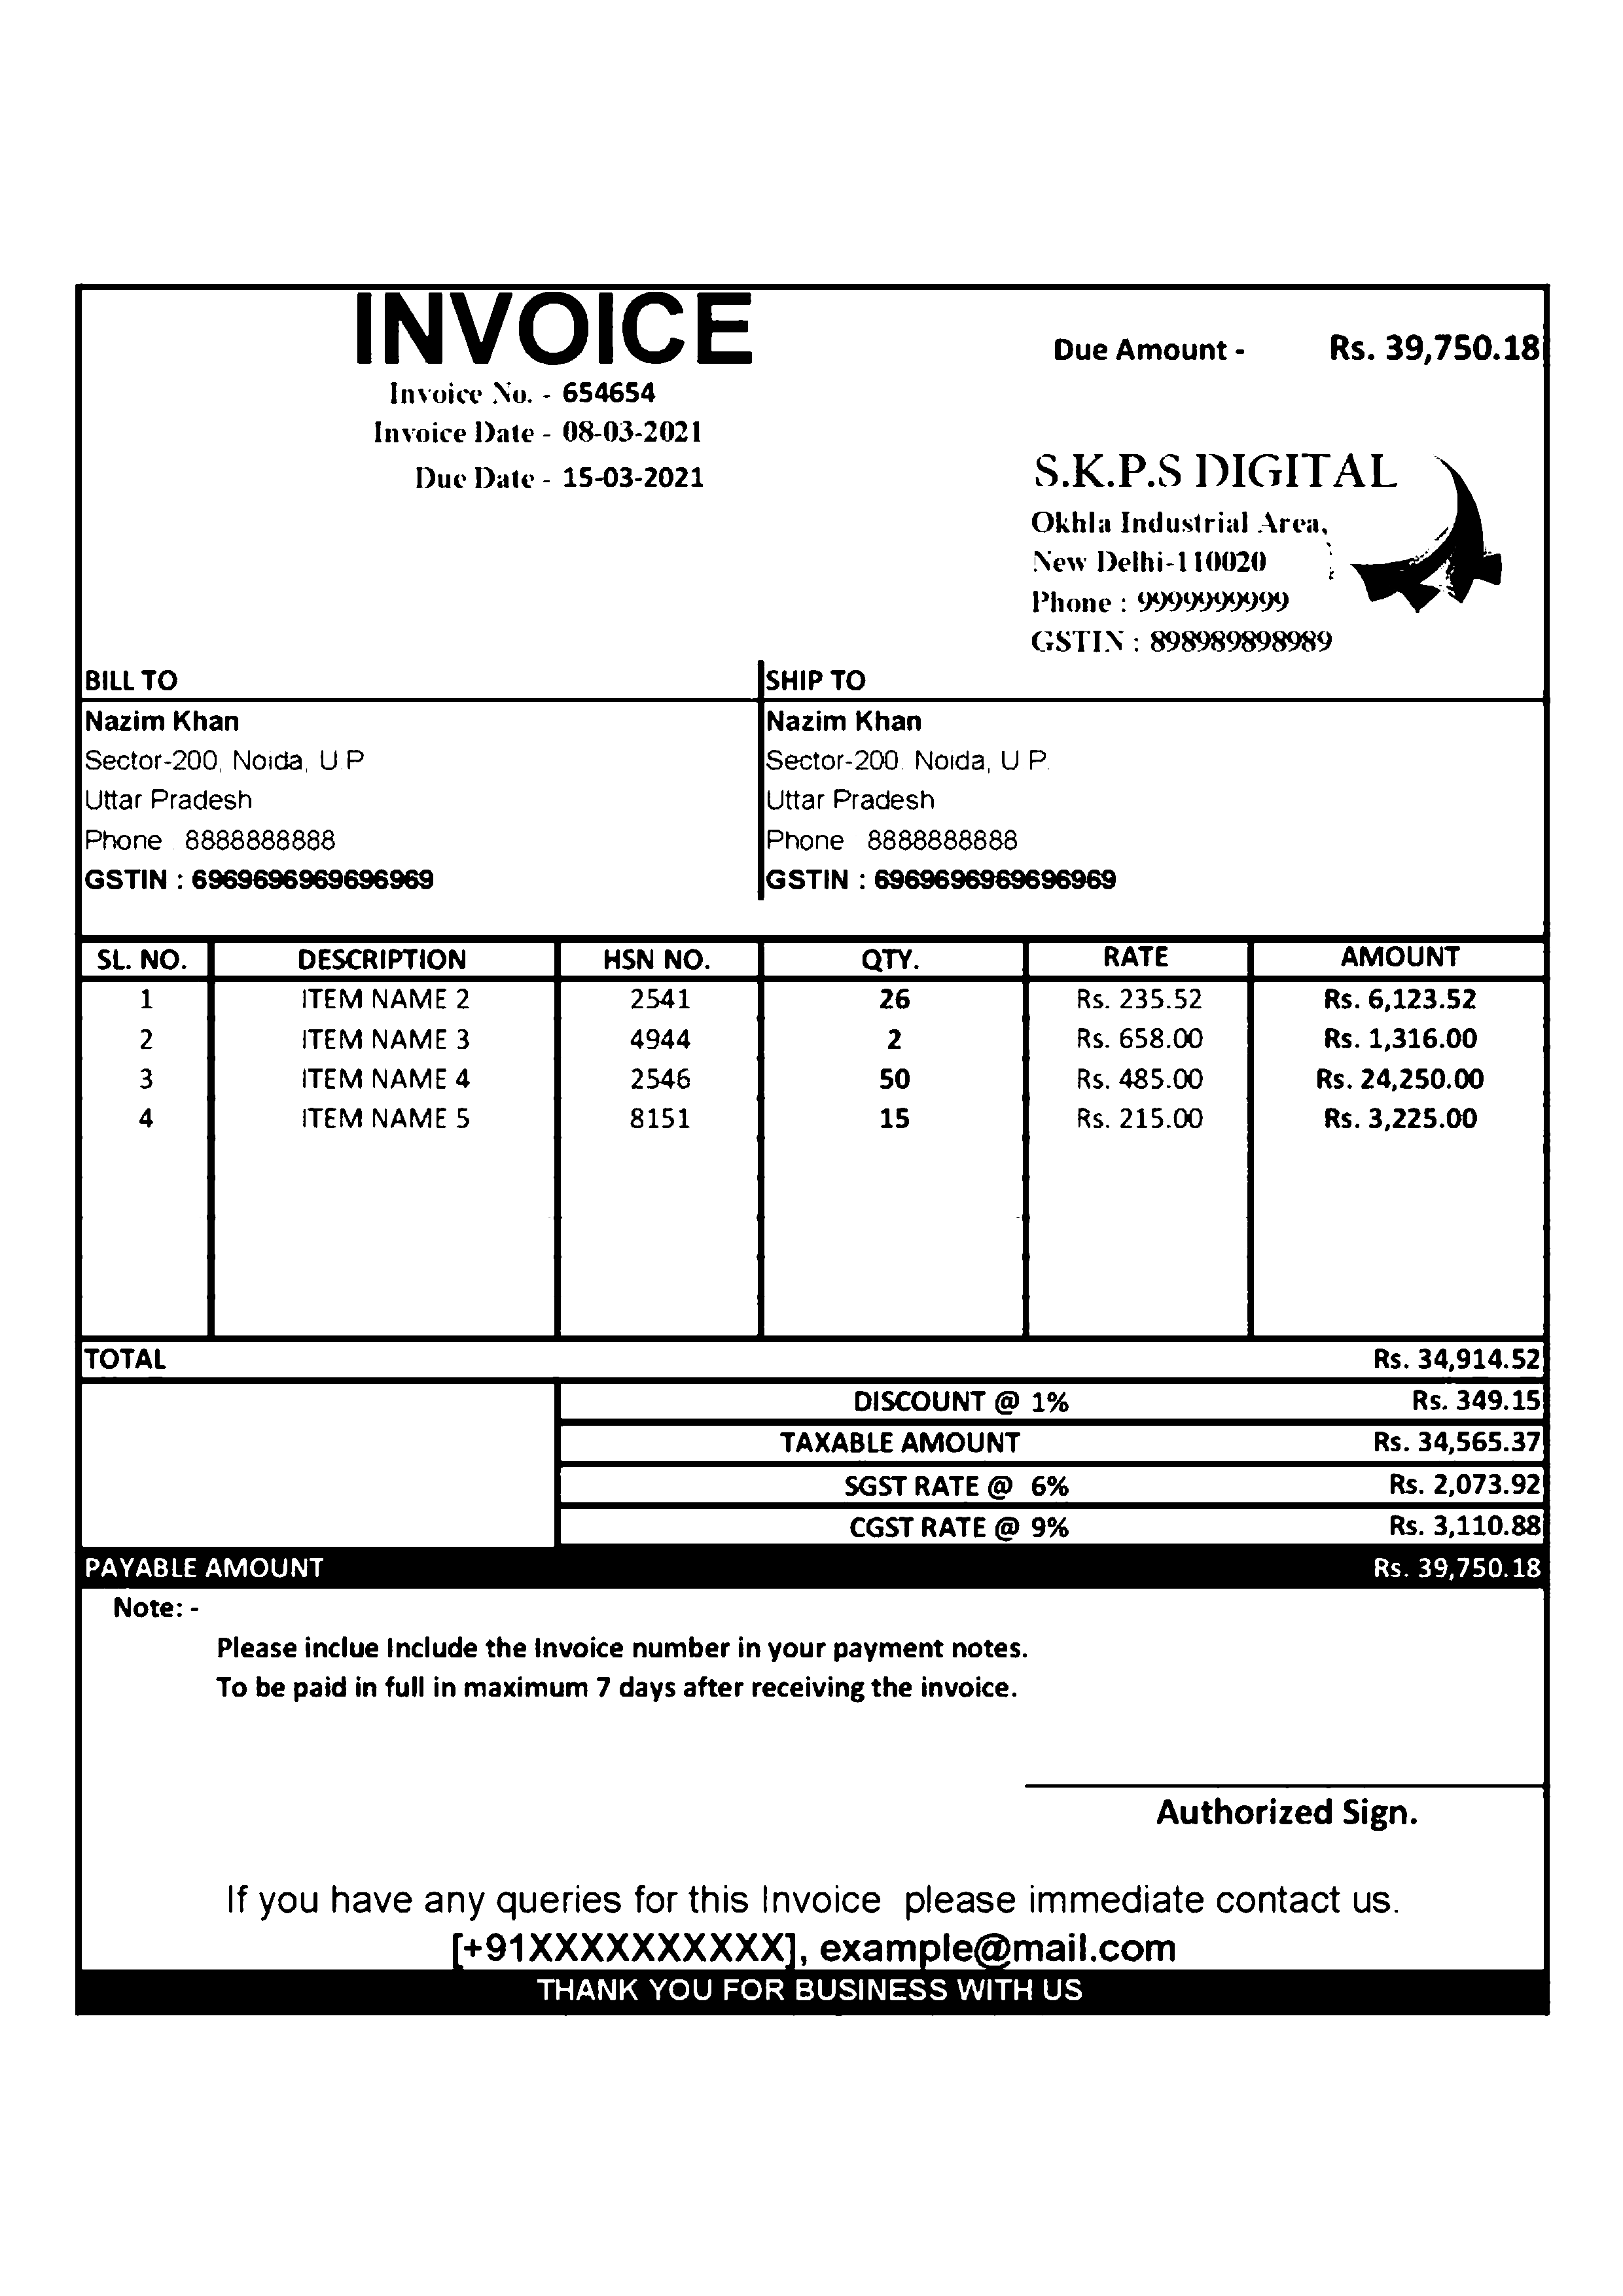 INVOICE
Due Amount - Rs. 39,750.18
Invoice No. - 654654
Invoice Date - 08-03-2021
Due Date - 15-03-2021
S.K.P.S DIGITAL
Okhla Industrial Area,
New Delhi-110020
Phone : 9999999999
GSTIN : 898989898989
BILL TO SHIP TO
Nazim Khan Nazim Khan
Sector-200, Noida, U P Sector-200. Noida, U P.
Uttar Pradesh Uttar Pradesh
Phone 8888888888 Phone 8888888888
GSTIN : 6969696969696969 GSTIN : 6969696969696969
SL. NO. DESCRIPTION HSN NO. QTY. RATE AMOUNT
1 ITEM NAME 2 2541 26 Rs. 235.52 Rs. 6,123.52
2 ITEM NAME 3 4944 2 Rs. 658.00 Rs. 1,316.00
3 ITEM NAME 4 2546 50 Rs. 485.00 Rs. 24,250.00
4 ITEM NAME 5 8151 15 Rs. 215.00 Rs. 3,225.00
TOTAL Rs. 34,914.52
DISCOUNT @ 1% Rs. 349.15
TAXABLE AMOUNT Rs. 34,565.37
SGST RATE @ 6% Rs. 2,073.92
CGST RATE @ 9% Rs. 3,110.88
PAYABLE AMOUNT Rs. 39,750.18
Note: -
Please inclue Include the Invoice number in your payment notes.
To be paid in full in maximum 7 days after receiving the invoice.
Authorized Sign.
If you have any queries for this Invoice please immediate contact us.
[+91XXXXXXXXXX], example@mail.com
THANK YOU FOR BUSINESS WITH US